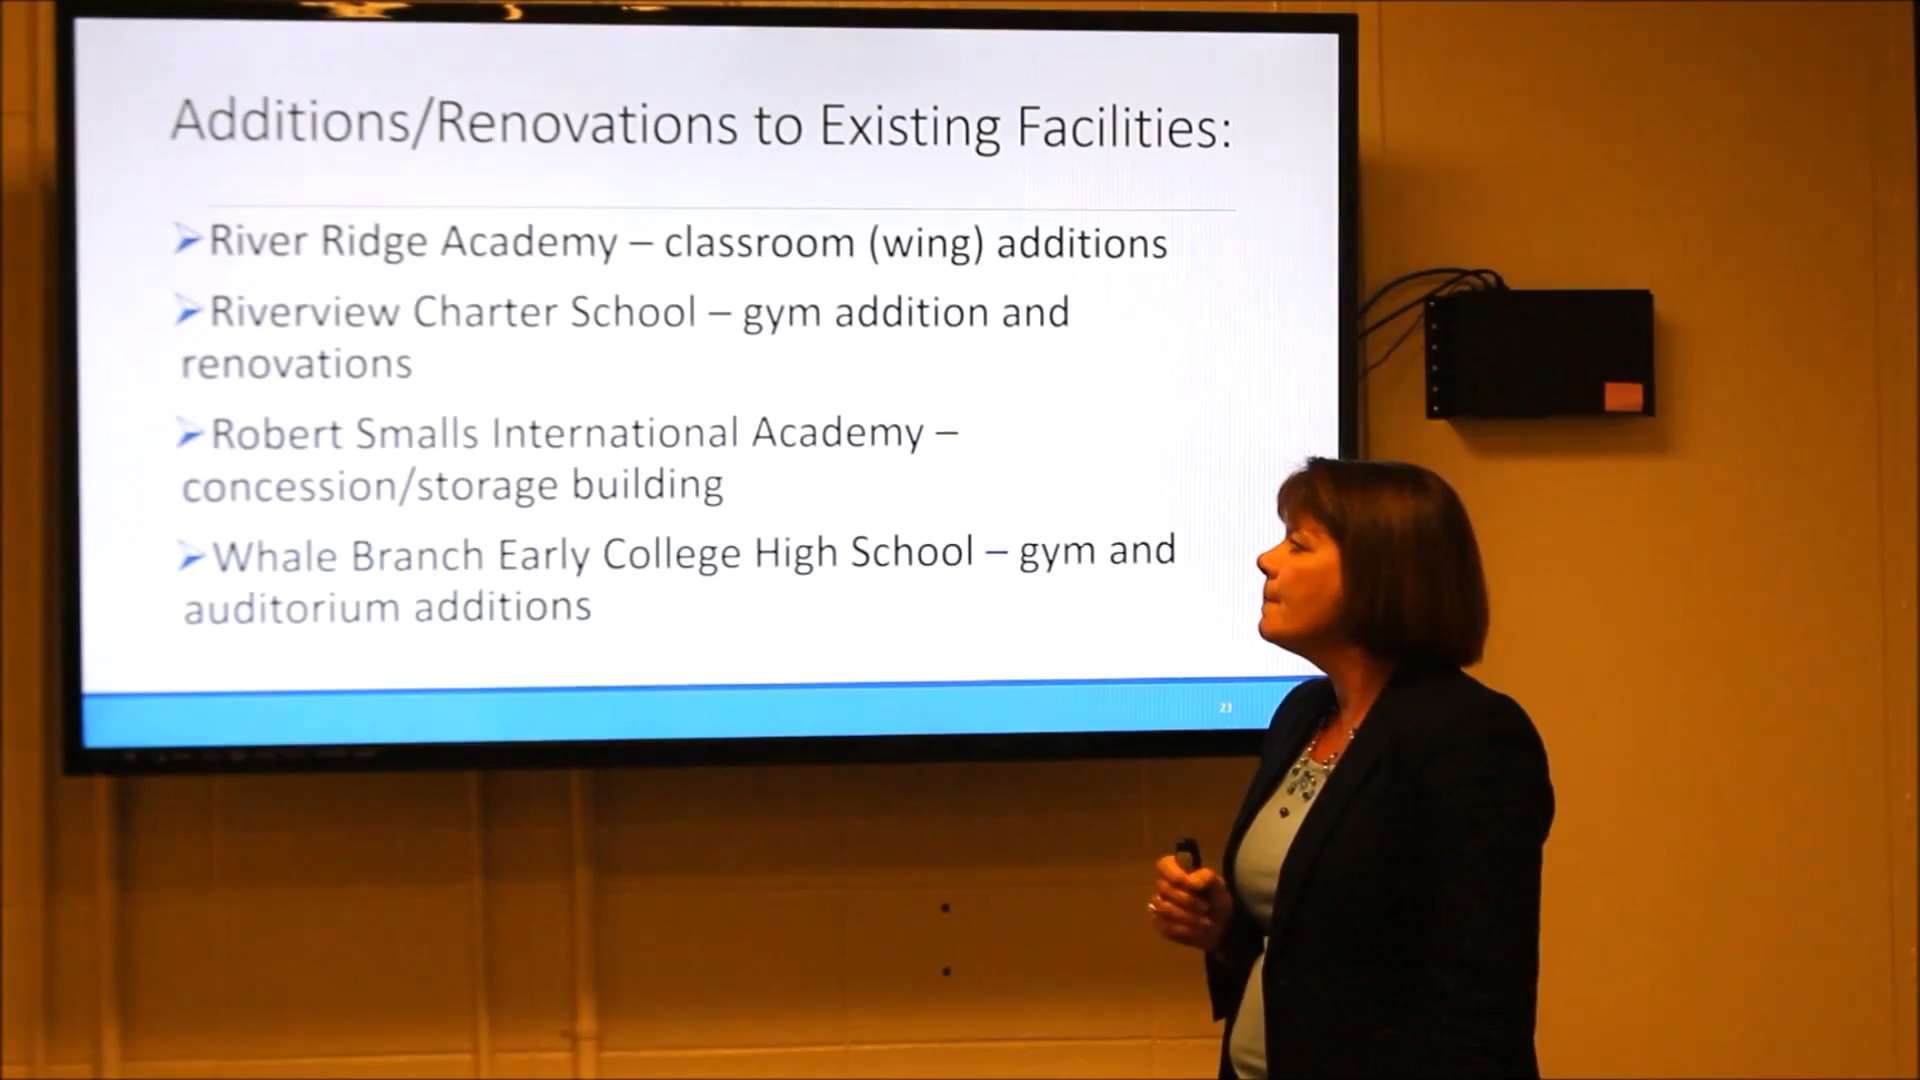 Additions/Renovations to Existing Facilities:
River Ridge Academy – classroom (wing) additions
Riverview Charter School – gym addition and
renovations
Robert Smalls International Academy –
concession/storage building
Whale Branch Early College High School – gym and
auditorium additions
23